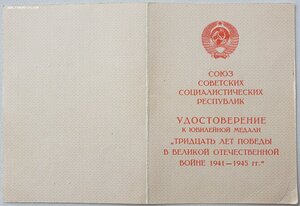 СОЮЗ
СОВЕТСКИХ
СОЦИАЛИСТИЧЕСКИХ
РЕСПУБЛИК
УДОСТОВЕРЕНИЕ
К ЮБИЛЕЙНОЙ МЕДАЛИ
„ТРИДЦАТЬ ЛЕТ ПОБЕДЫ
В ВЕЛИКОЙ ОТЕЧЕСТВЕННОЙ
ВОЙНЕ 1941—1945 гг.“